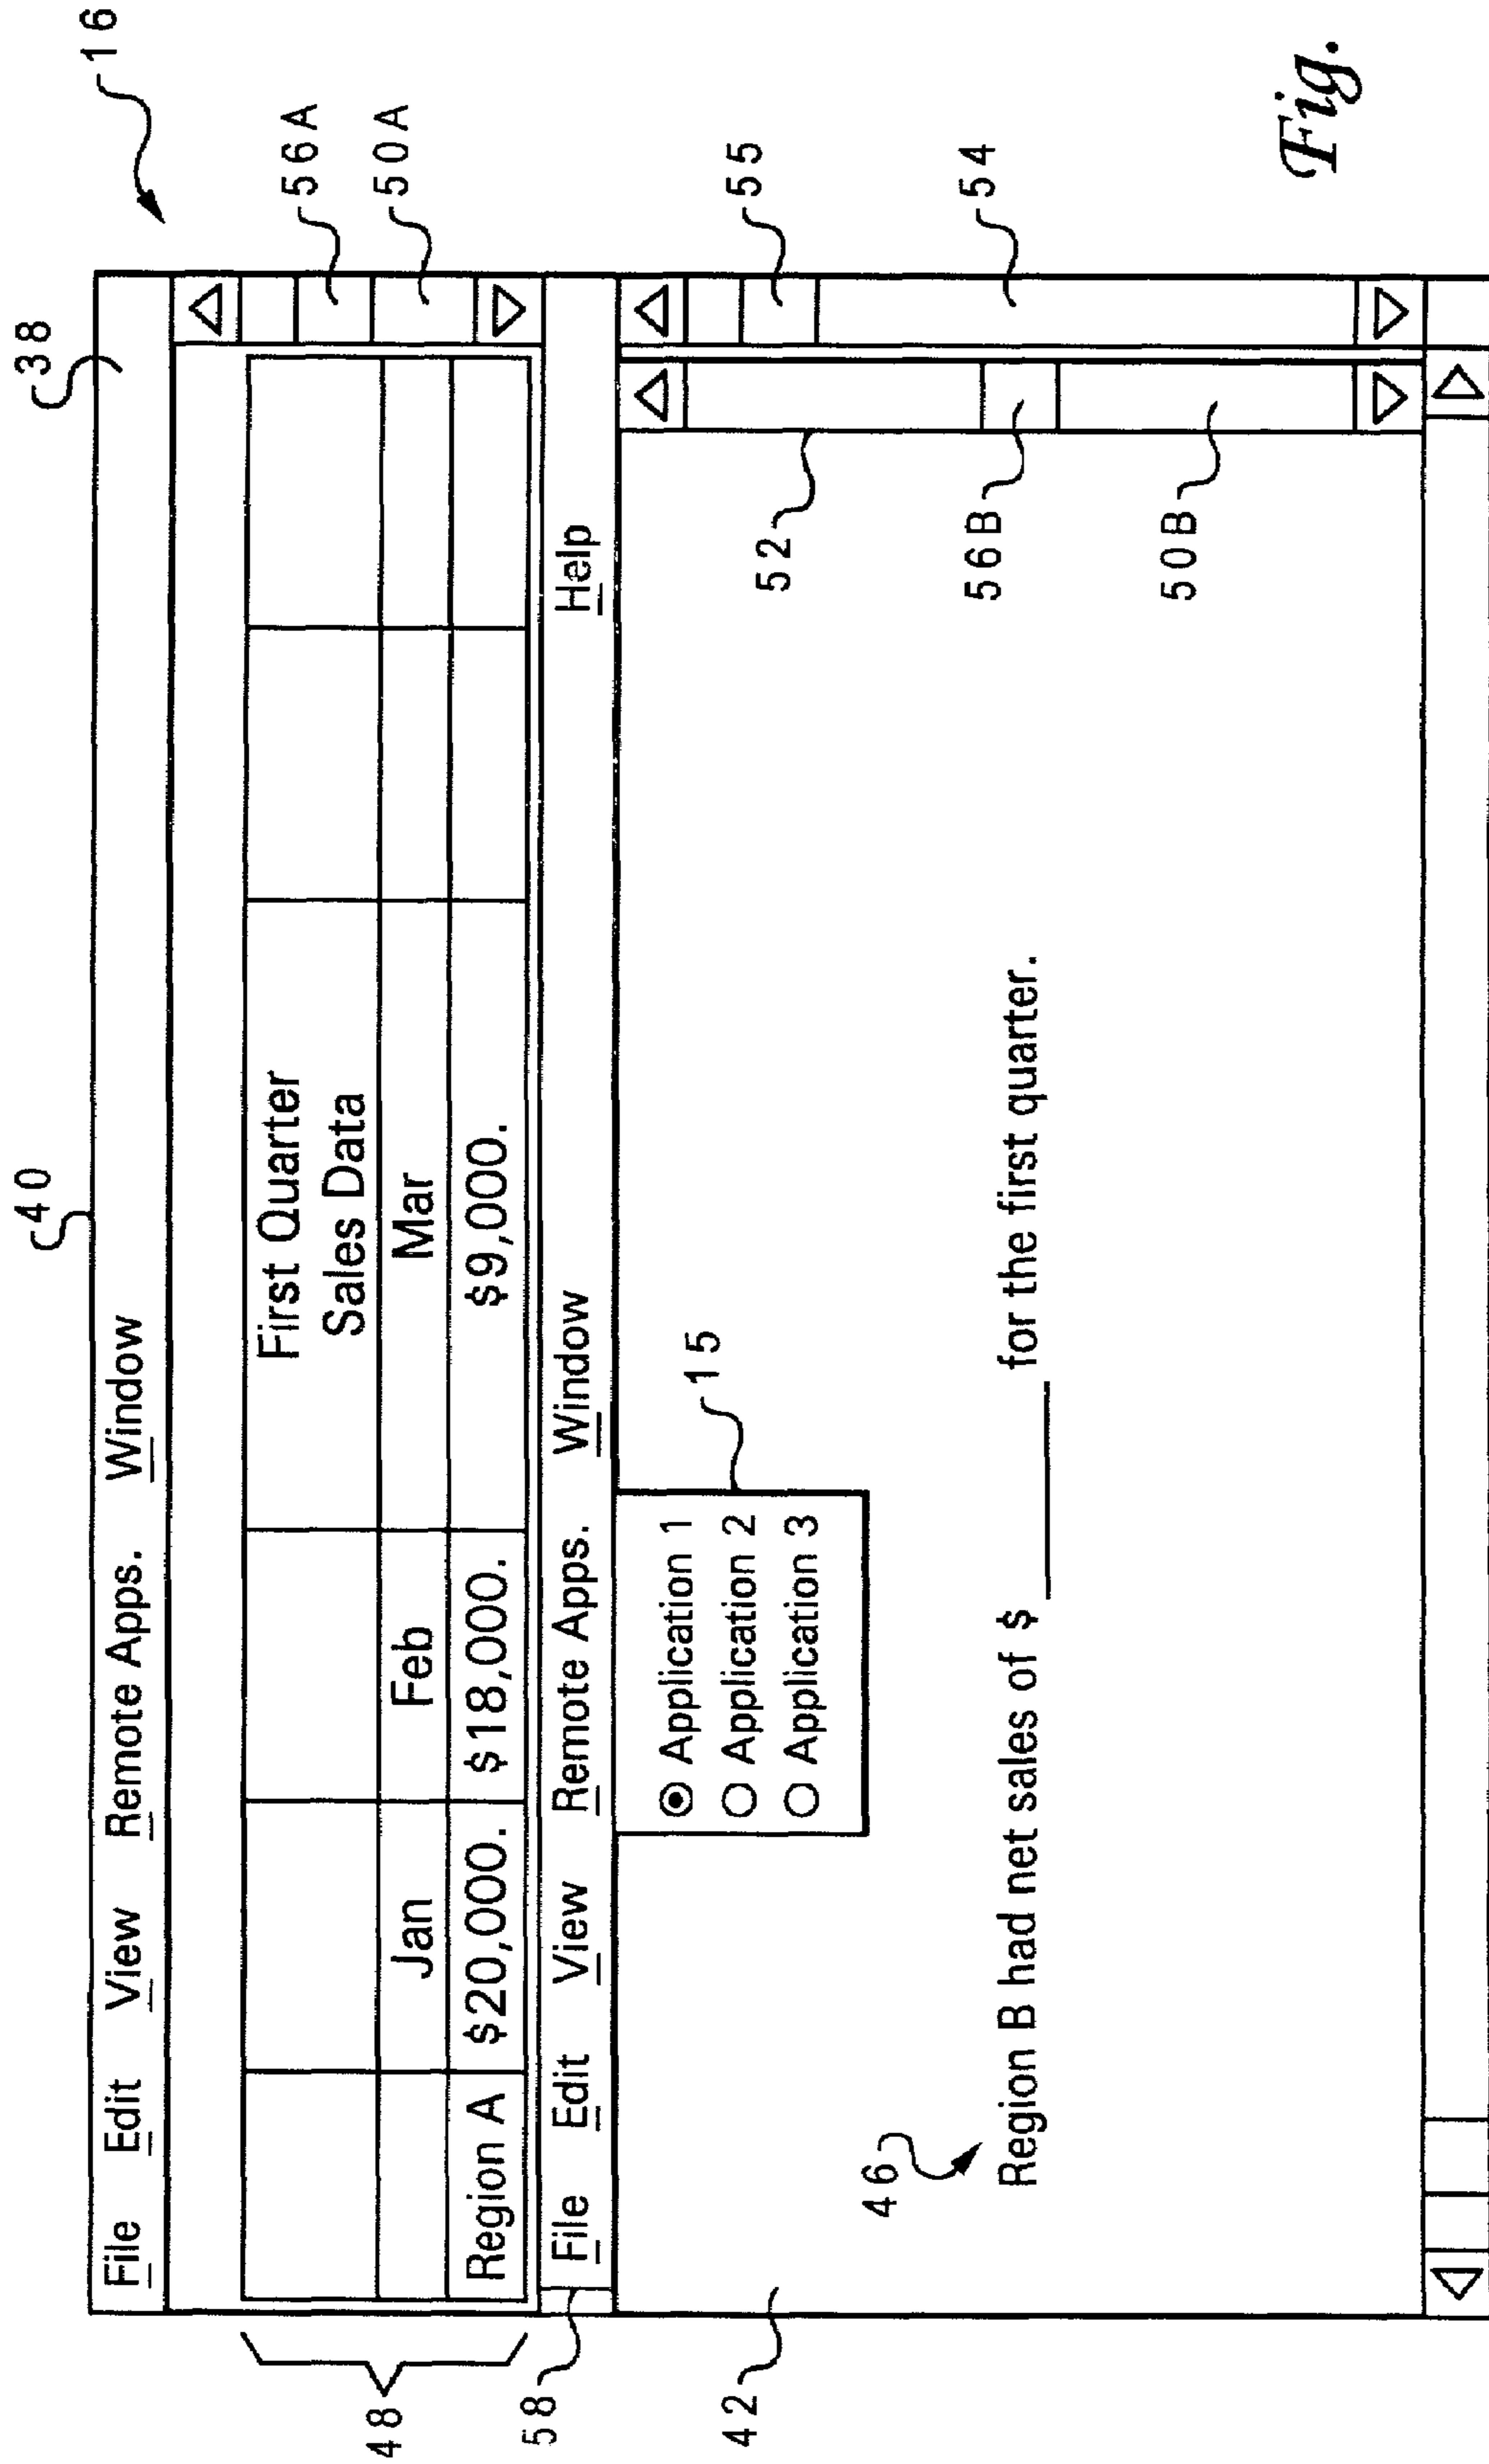 16
40
38
File Edit View Remote Apps. Window
First Quarter
Sales Data
56A
Jan Feb Mar
50A
Region A $20,000. $18,000. $9,000.
48
58
File Edit View Remote Apps. Window Help
Application 1
Application 2
Application 3
15
55
42
52
46
Region B had net sales of $ ______ for the first quarter.
56B
54
50B
Fig.